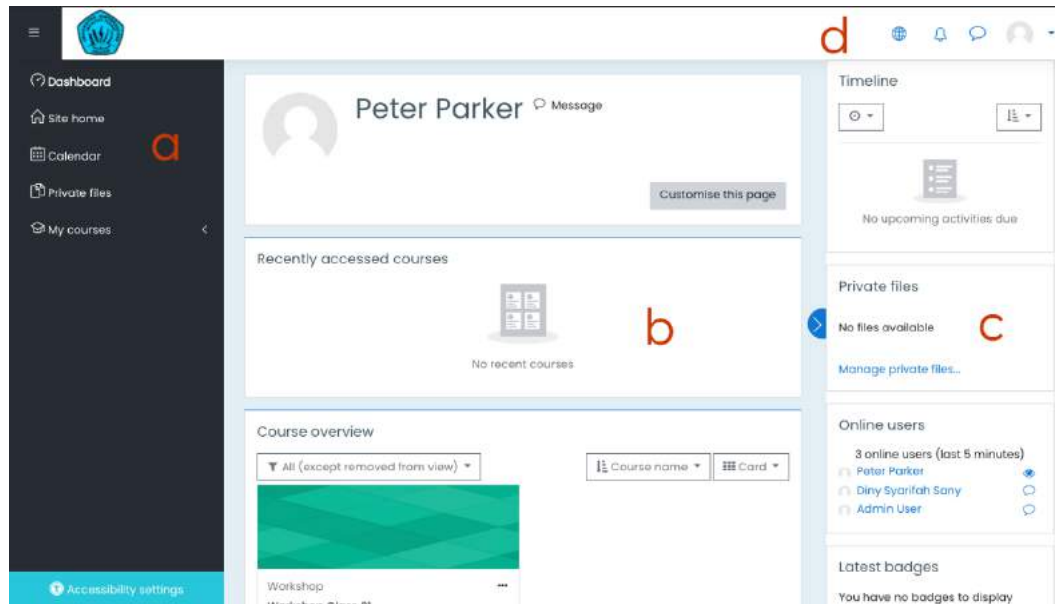 d
Dashboard
Site home
Calendar
a
Private files
My courses
Accessibility settings
Peter Parker Message
Customise this page
Recently accessed courses
b
No recent courses
Course overview
All (except removed from view)
Course name
Card
Workshop
Timeline
No upcoming activities due
Private files
No files available
c
Manage private files...
Online users
3 online users (last 5 minutes)
Peter Parker
Diny Syarifah Sany
Admin User
Latest badges
You have no badges to display